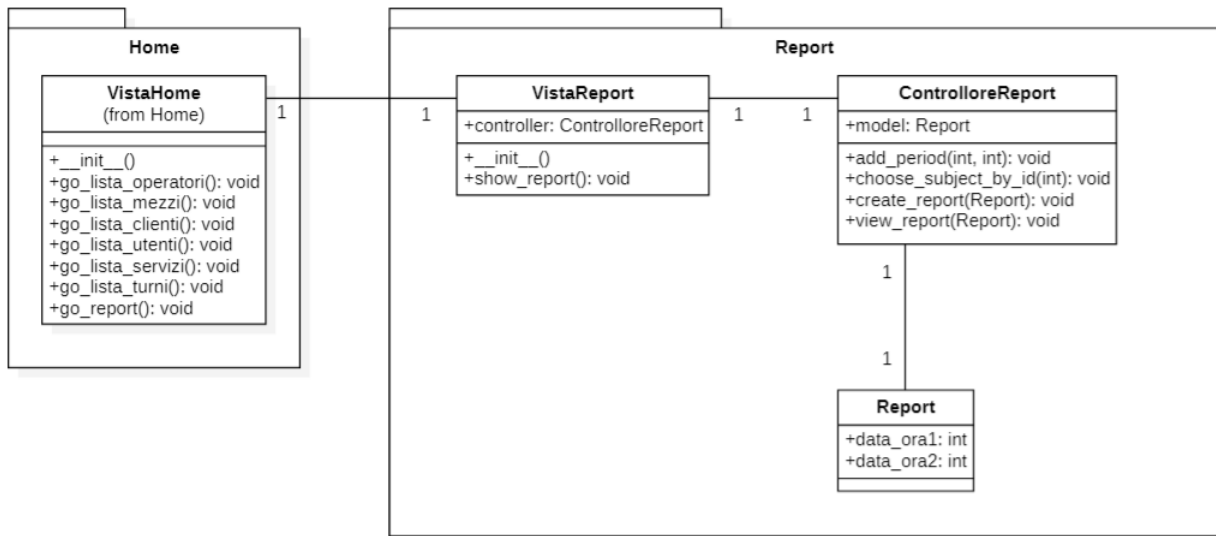 Home
VistaHome
(from Home)
+__init__()
+go_lista_operatori(): void
+go_lista_mezzi(): void
+go_lista_clienti(): void
+go_lista_utenti(): void
+go_lista_servizi(): void
+go_lista_turni(): void
+go_report(): void
1
1
Report
VistaReport
+controller: ControlloreReport
+__init__()
+show_report(): void
1
1
ControlloreReport
+model: Report
+add_period(int, int): void
+choose_subject_by_id(int): void
+create_report(Report): void
+view_report(Report): void
1
1
Report
+data_ora1: int
+data_ora2: int